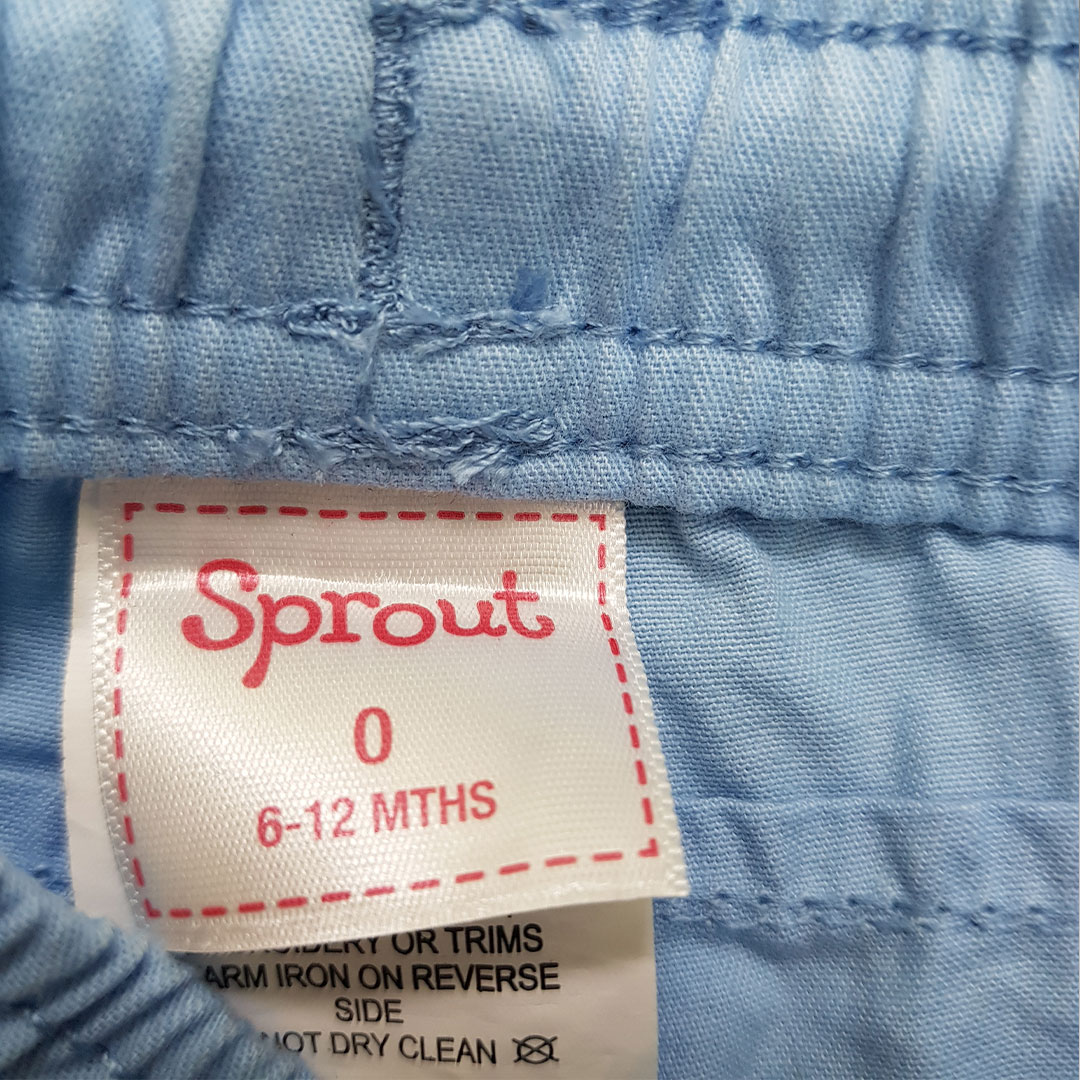 Sprout
0
6-12 MTHS
OR TRIMS
IRON ON REVERSE
SIDE
NOT DRY CLEAN